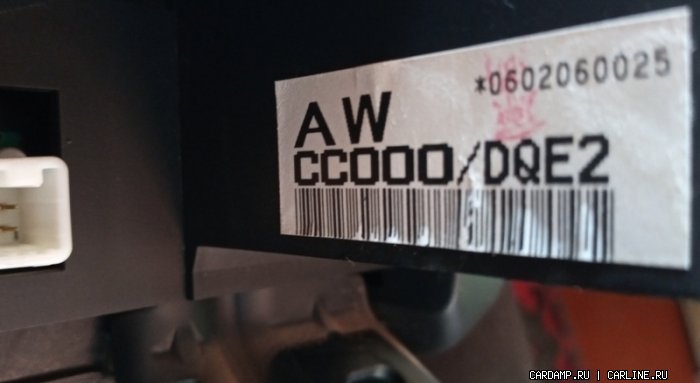 *0602060025
AW
CC000/DQE2
CARDAMP.RU | CARLINE.RU